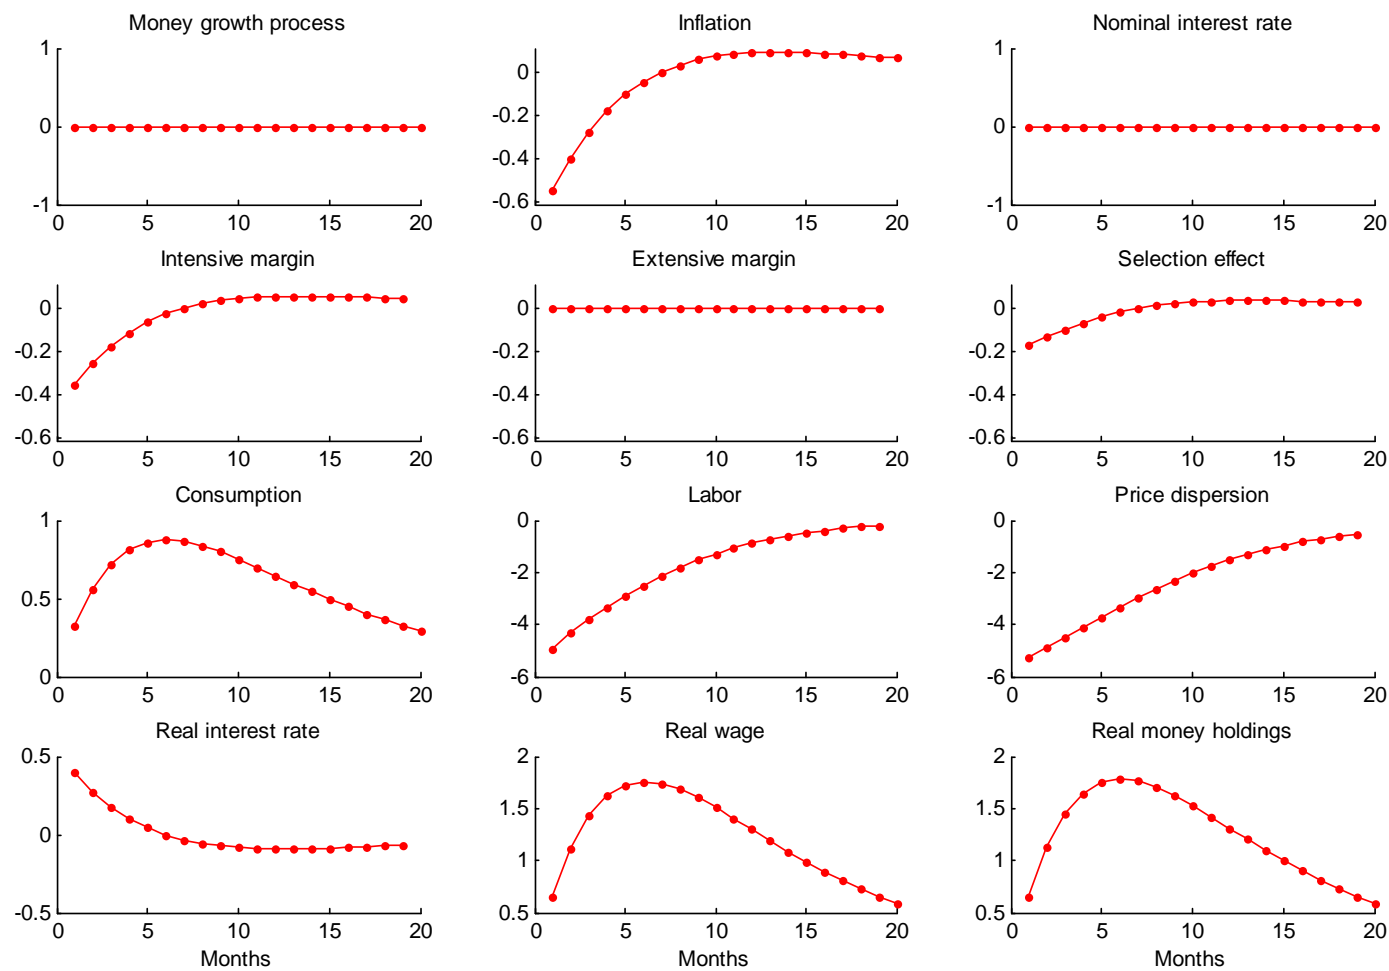 Money growth process
Inflation
Nominal interest rate
1
0
-1
0 5 10 15 20
0
-0.2
-0.4
-0.6
0 5 10 15 20
1
0
-1
0 5 10 15 20
Intensive margin
Extensive margin
Selection effect
0
-0.2
-0.4
-0.6
0 5 10 15 20
0
-0.2
-0.4
-0.6
0 5 10 15 20
0
-0.2
-0.4
-0.6
0 5 10 15 20
Consumption
Labor
Price dispersion
1
0.5
0
0 5 10 15 20
0
-2
-4
-6
0 5 10 15 20
0
-2
-4
-6
0 5 10 15 20
Real interest rate
Real wage
Real money holdings
0.5
0
-0.5
0 5 10 15 20
Months
2
1.5
1
0.5
0 5 10 15 20
Months
2
1.5
1
0.5
0 5 10 15 20
Months